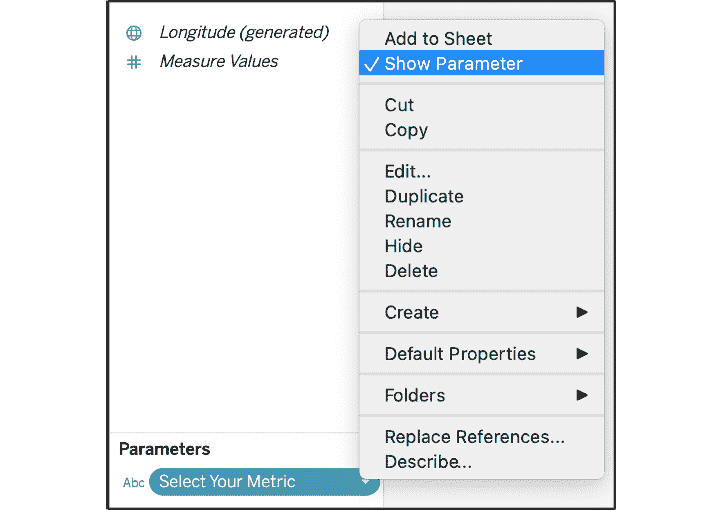 Longitude (generated)
Measure Values
Add to Sheet
✓ Show Parameter
Cut
Copy
Edit...
Duplicate
Rename
Hide
Delete
Create
Default Properties
Folders
Replace References...
Describe...
Parameters
Abc Select Your Metric